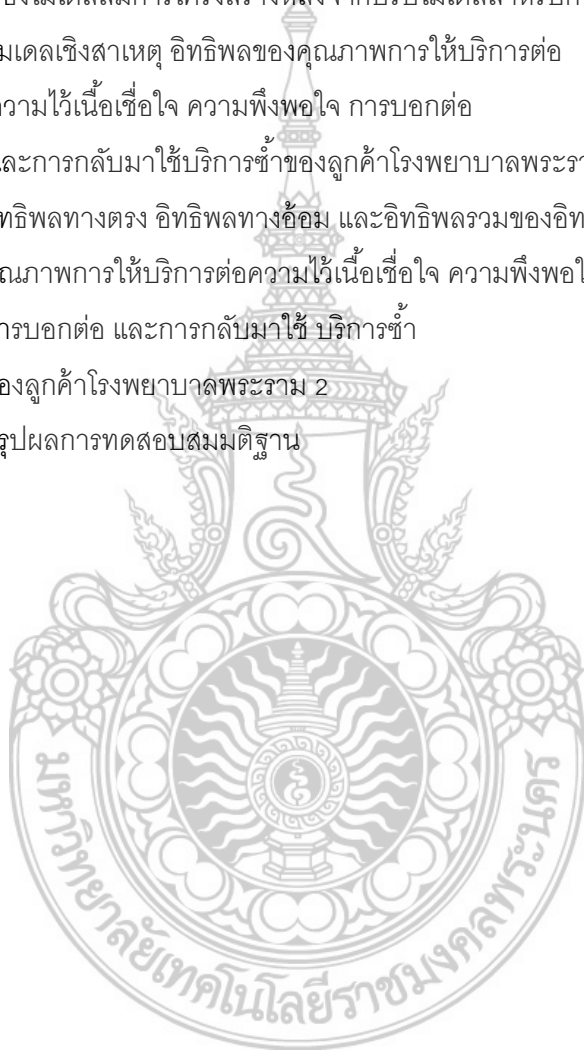 โมเดลเชิงสาเหตุ อิทธิพลของคุณภาพการให้บริการต่อ
ความไว้เนื้อเชื่อใจ ความพึงพอใจ การบอกต่อ
และการกลับมาใช้บริการซ้ำของลูกค้าโรงพยาบาลพระรา
อิทธิพลทางตรง อิทธิพลทางอ้อม และอิทธิพลรวมของอิท
คุณภาพการให้บริการต่อความไว้เนื้อเชื่อใจ ความพึงพอใ
การบอกต่อ และการกลับมาใช้ บริการซ้ำ
ของลูกค้าโรงพยาบาลพระราม 2
สรุปผลการทดสอบสมมติฐาน
มหาวิทยาลัยเทคโนโลยีราชมงคลพระนคร